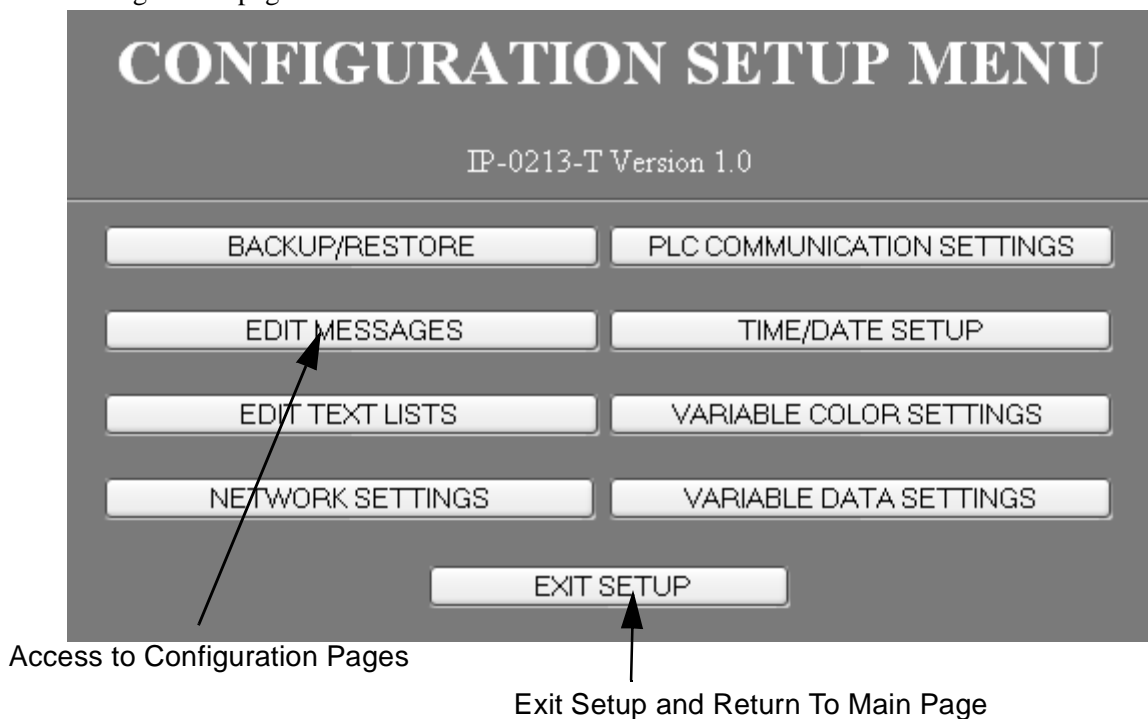 CONFIGURATION SETUP MENU
IP-0213-T Version 1.0
BACKUP/RESTORE
PLC COMMUNICATION SETTINGS
EDIT MESSAGES
TIME/DATE SETUP
EDIT TEXT LISTS
VARIABLE COLOR SETTINGS
NETWORK SETTINGS
VARIABLE DATA SETTINGS
EXIT SETUP
Access to Configuration Pages
Exit Setup and Return To Main Page